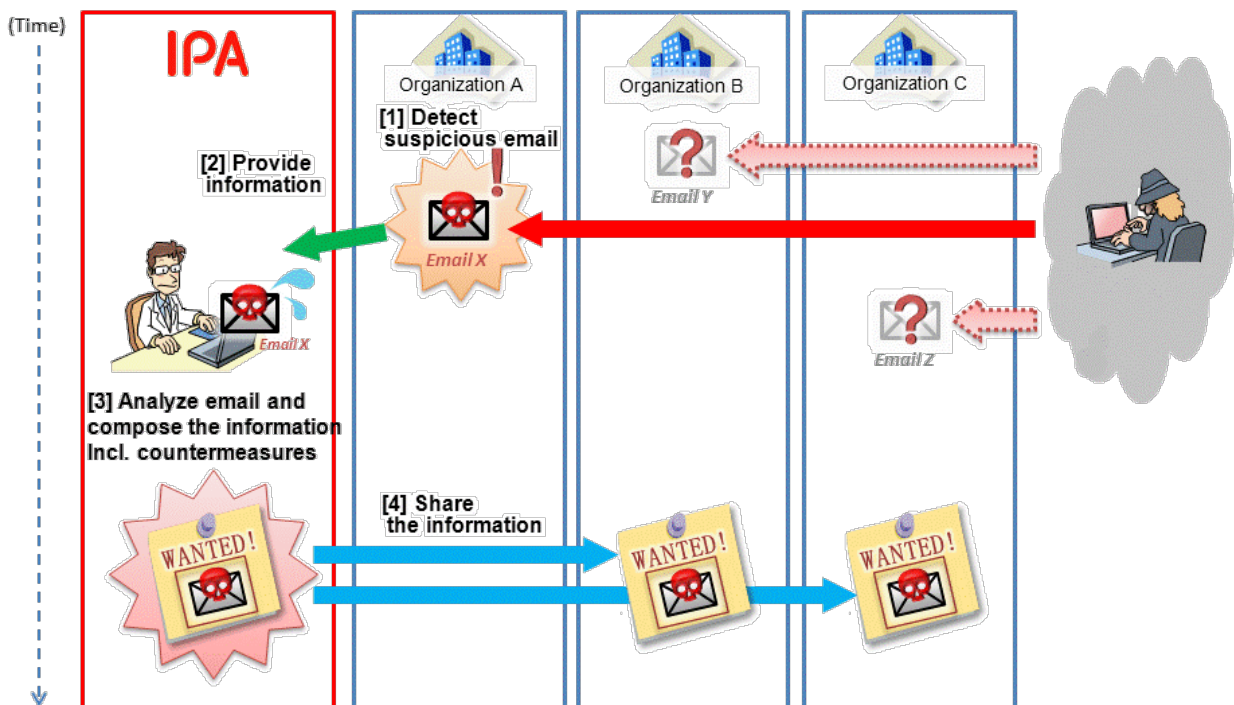 (Time)
IPA
Organization A
Organization B
Organization C
[1] Detect
suspicious email
[2] Provide
information
Email Y
Email X
Email X
Email Z
[3] Analyze email and
compose the information
Incl. countermeasures
[4] Share
the information
WANTED!
WANTED!
WANTED!